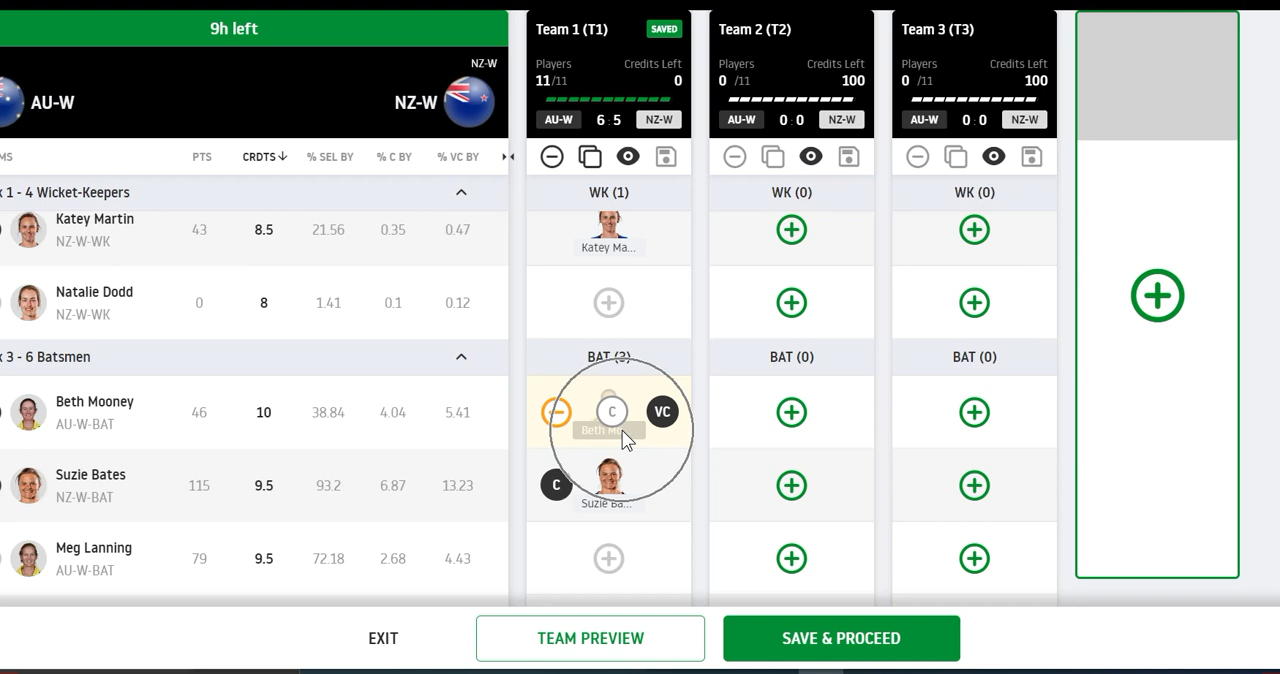 9h left
AU-W
NZ-W
NZ-W
PTS CRDTS % SEL BY % C BY % VC BY
1 - 4 Wicket-Keepers
Katey Martin
NZ-W-WK
43 8.5 21.56 0.35 0.47
Natalie Dodd
NZ-W-WK
0 8 1.41 0.1 0.12
3 - 6 Batsmen
Beth Mooney
AU-W-BAT
46 10 38.84 4.04 5.41
Suzie Bates
NZ-W-BAT
115 9.5 93.2 6.87 13.23
Meg Lanning
AU-W-BAT
79 9.5 72.18 2.68 4.43
Team 1 (T1) SAVED
Players Credits Left
11/11 0
AU-W 6 : 5 NZ-W
WK (1)
Katey Ma...
BAT (3)
C VC
Beth Mo...
C
Suzie Ba...
Team 2 (T2)
Players Credits Left
0 /11 100
AU-W 0 : 0 NZ-W
WK (0)
BAT (0)
Team 3 (T3)
Players Credits Left
0 /11 100
AU-W 0 : 0 NZ-W
WK (0)
BAT (0)
EXIT
TEAM PREVIEW
SAVE & PROCEED